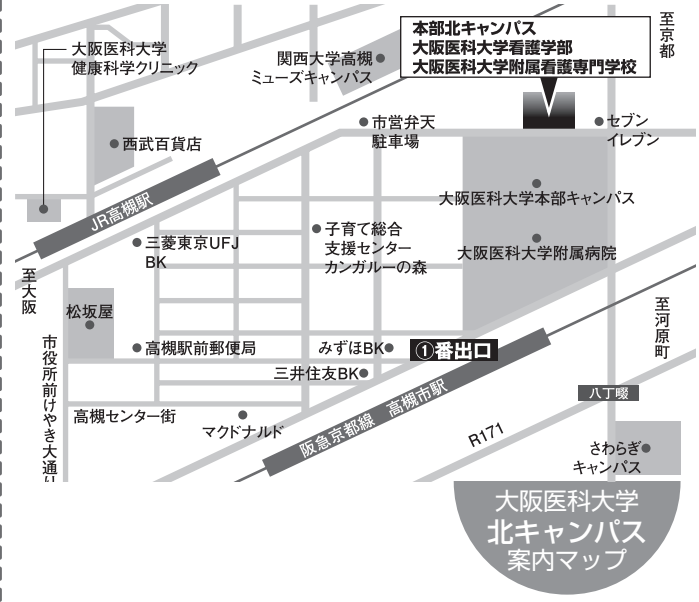 大阪医科大学
健康科学クリニック
関西大学高槻
ミューズキャンパス
本部北キャンパス
大阪医科大学看護学部
大阪医科大学附属看護専門学校
至京都
市営弁天
駐車場
セブン
イレブン
西武百貨店
JR高槻駅
大阪医科大学本部キャンパス
三菱東京UFJ
BK
子育て総合
支援センター
カンガルーの森
大阪医科大学附属病院
至大阪
松坂屋
至河原町
市役所前けやき大通り
高槻駅前郵便局
みずほBK
①番出口
三井住友BK
八丁畷
高槻センター街
マクドナルド
阪急京都線 高槻市駅
R171
さわらぎ
キャンパス
大阪医科大学
北キャンパス
案内マップ